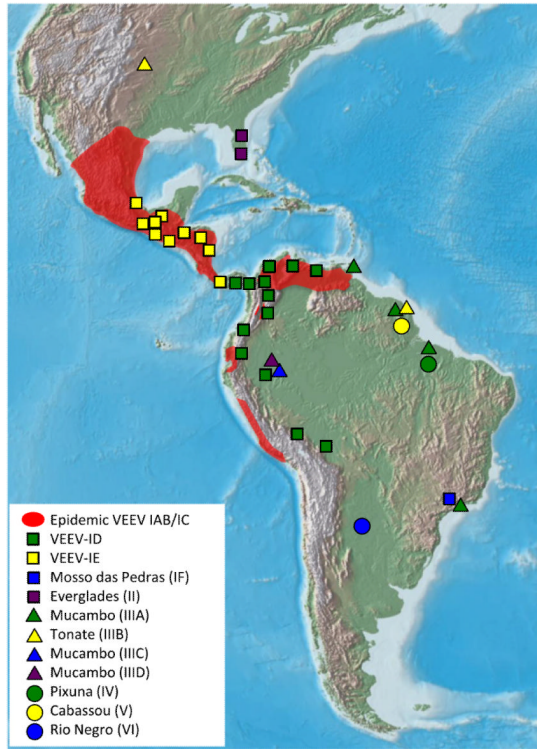 Epidemic VEEV IAB/IC
VEEV-ID
VEEV-IE
Mosso das Pedras (IF)
Everglades (II)
Mucambo (IIIA)
Tonate (IIIB)
Mucambo (IIIC)
Mucambo (IIID)
Pixuna (IV)
Cabassou (V)
Rio Negro (VI)